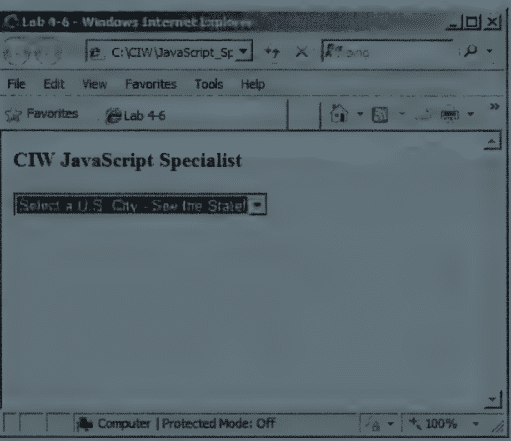 Lab 4-6 - Windows Internet Explorer
C:\CIW\JavaScript_Sp
File Edit View Favorites Tools Help
Favorites Lab 4-6
CIW JavaScript Specialist
Select a U.S. City - See the State!
Computer | Protected Mode: Off 100%